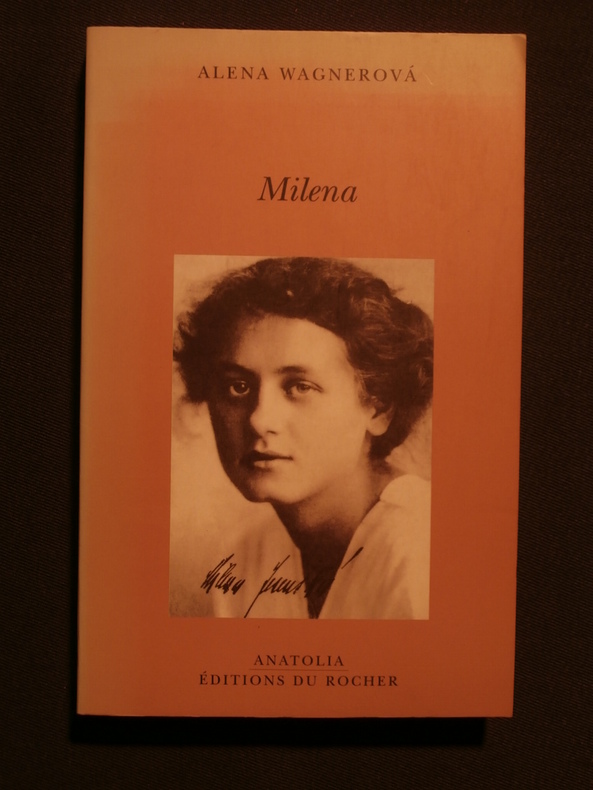 ALENA WAGNEROVÁ
Milena
ANATOLIA
ÉDITIONS DU ROCHER